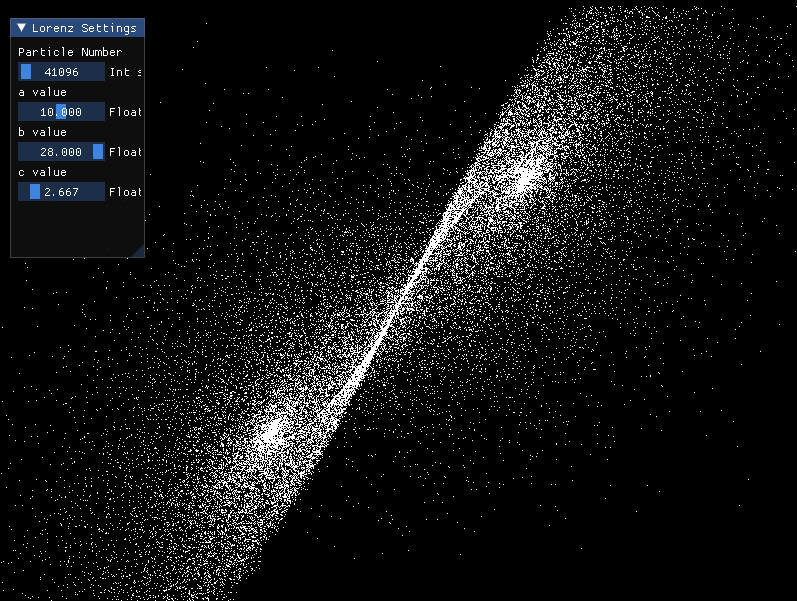 Lorenz Settings
Particle Number
41096 Int s
a value
10.000 Float
b value
28.000 Float
c value
2.667 Float